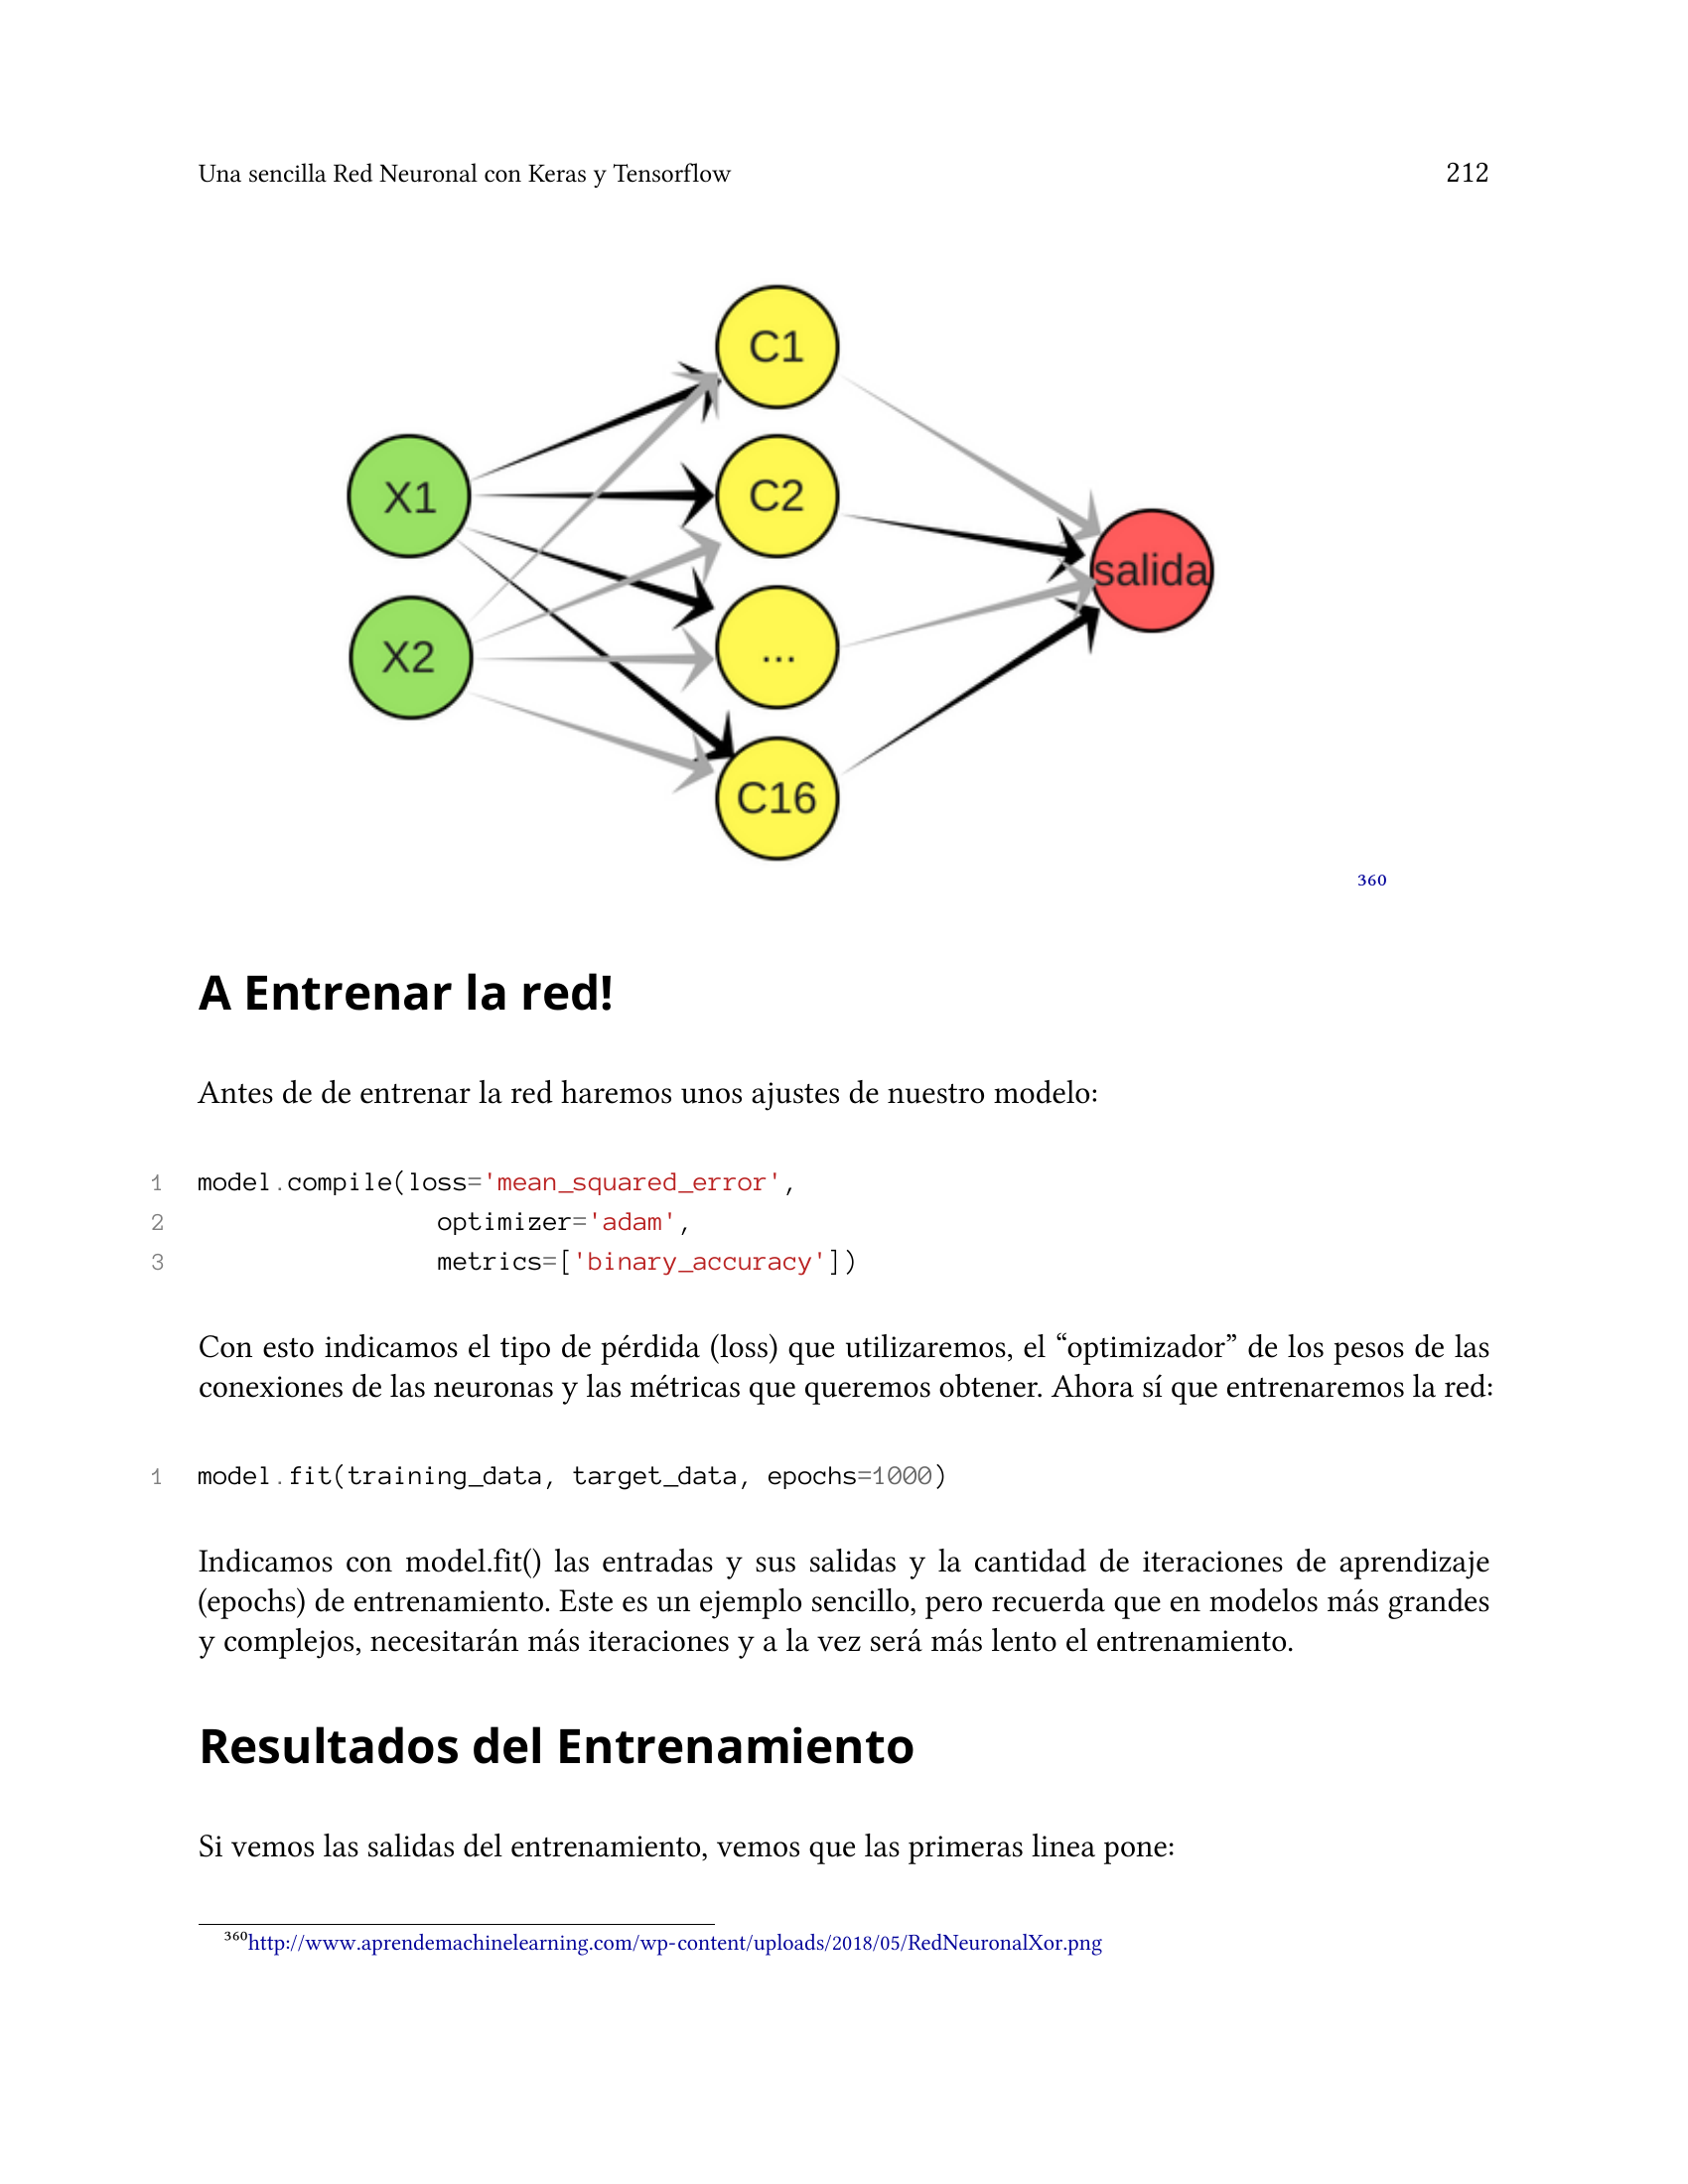 Una sencilla Red Neuronal con Keras y Tensorflow 212
C1
X1 C2
salida
X2 ...
C16
360
A Entrenar la red!
Antes de de entrenar la red haremos unos ajustes de nuestro modelo:
1 model.compile(loss='mean_squared_error',
2 optimizer='adam',
3 metrics=['binary_accuracy'])
Con esto indicamos el tipo de pérdida (loss) que utilizaremos, el “optimizador” de los pesos de las
conexiones de las neuronas y las métricas que queremos obtener. Ahora sí que entrenaremos la red:
1 model.fit(training_data, target_data, epochs=1000)
Indicamos con model.fit() las entradas y sus salidas y la cantidad de iteraciones de aprendizaje
(epochs) de entrenamiento. Este es un ejemplo sencillo, pero recuerda que en modelos más grandes
y complejos, necesitarán más iteraciones y a la vez será más lento el entrenamiento.
Resultados del Entrenamiento
Si vemos las salidas del entrenamiento, vemos que las primeras linea pone:
360http://www.aprendemachinelearning.com/wp-content/uploads/2018/05/RedNeuronalXor.png